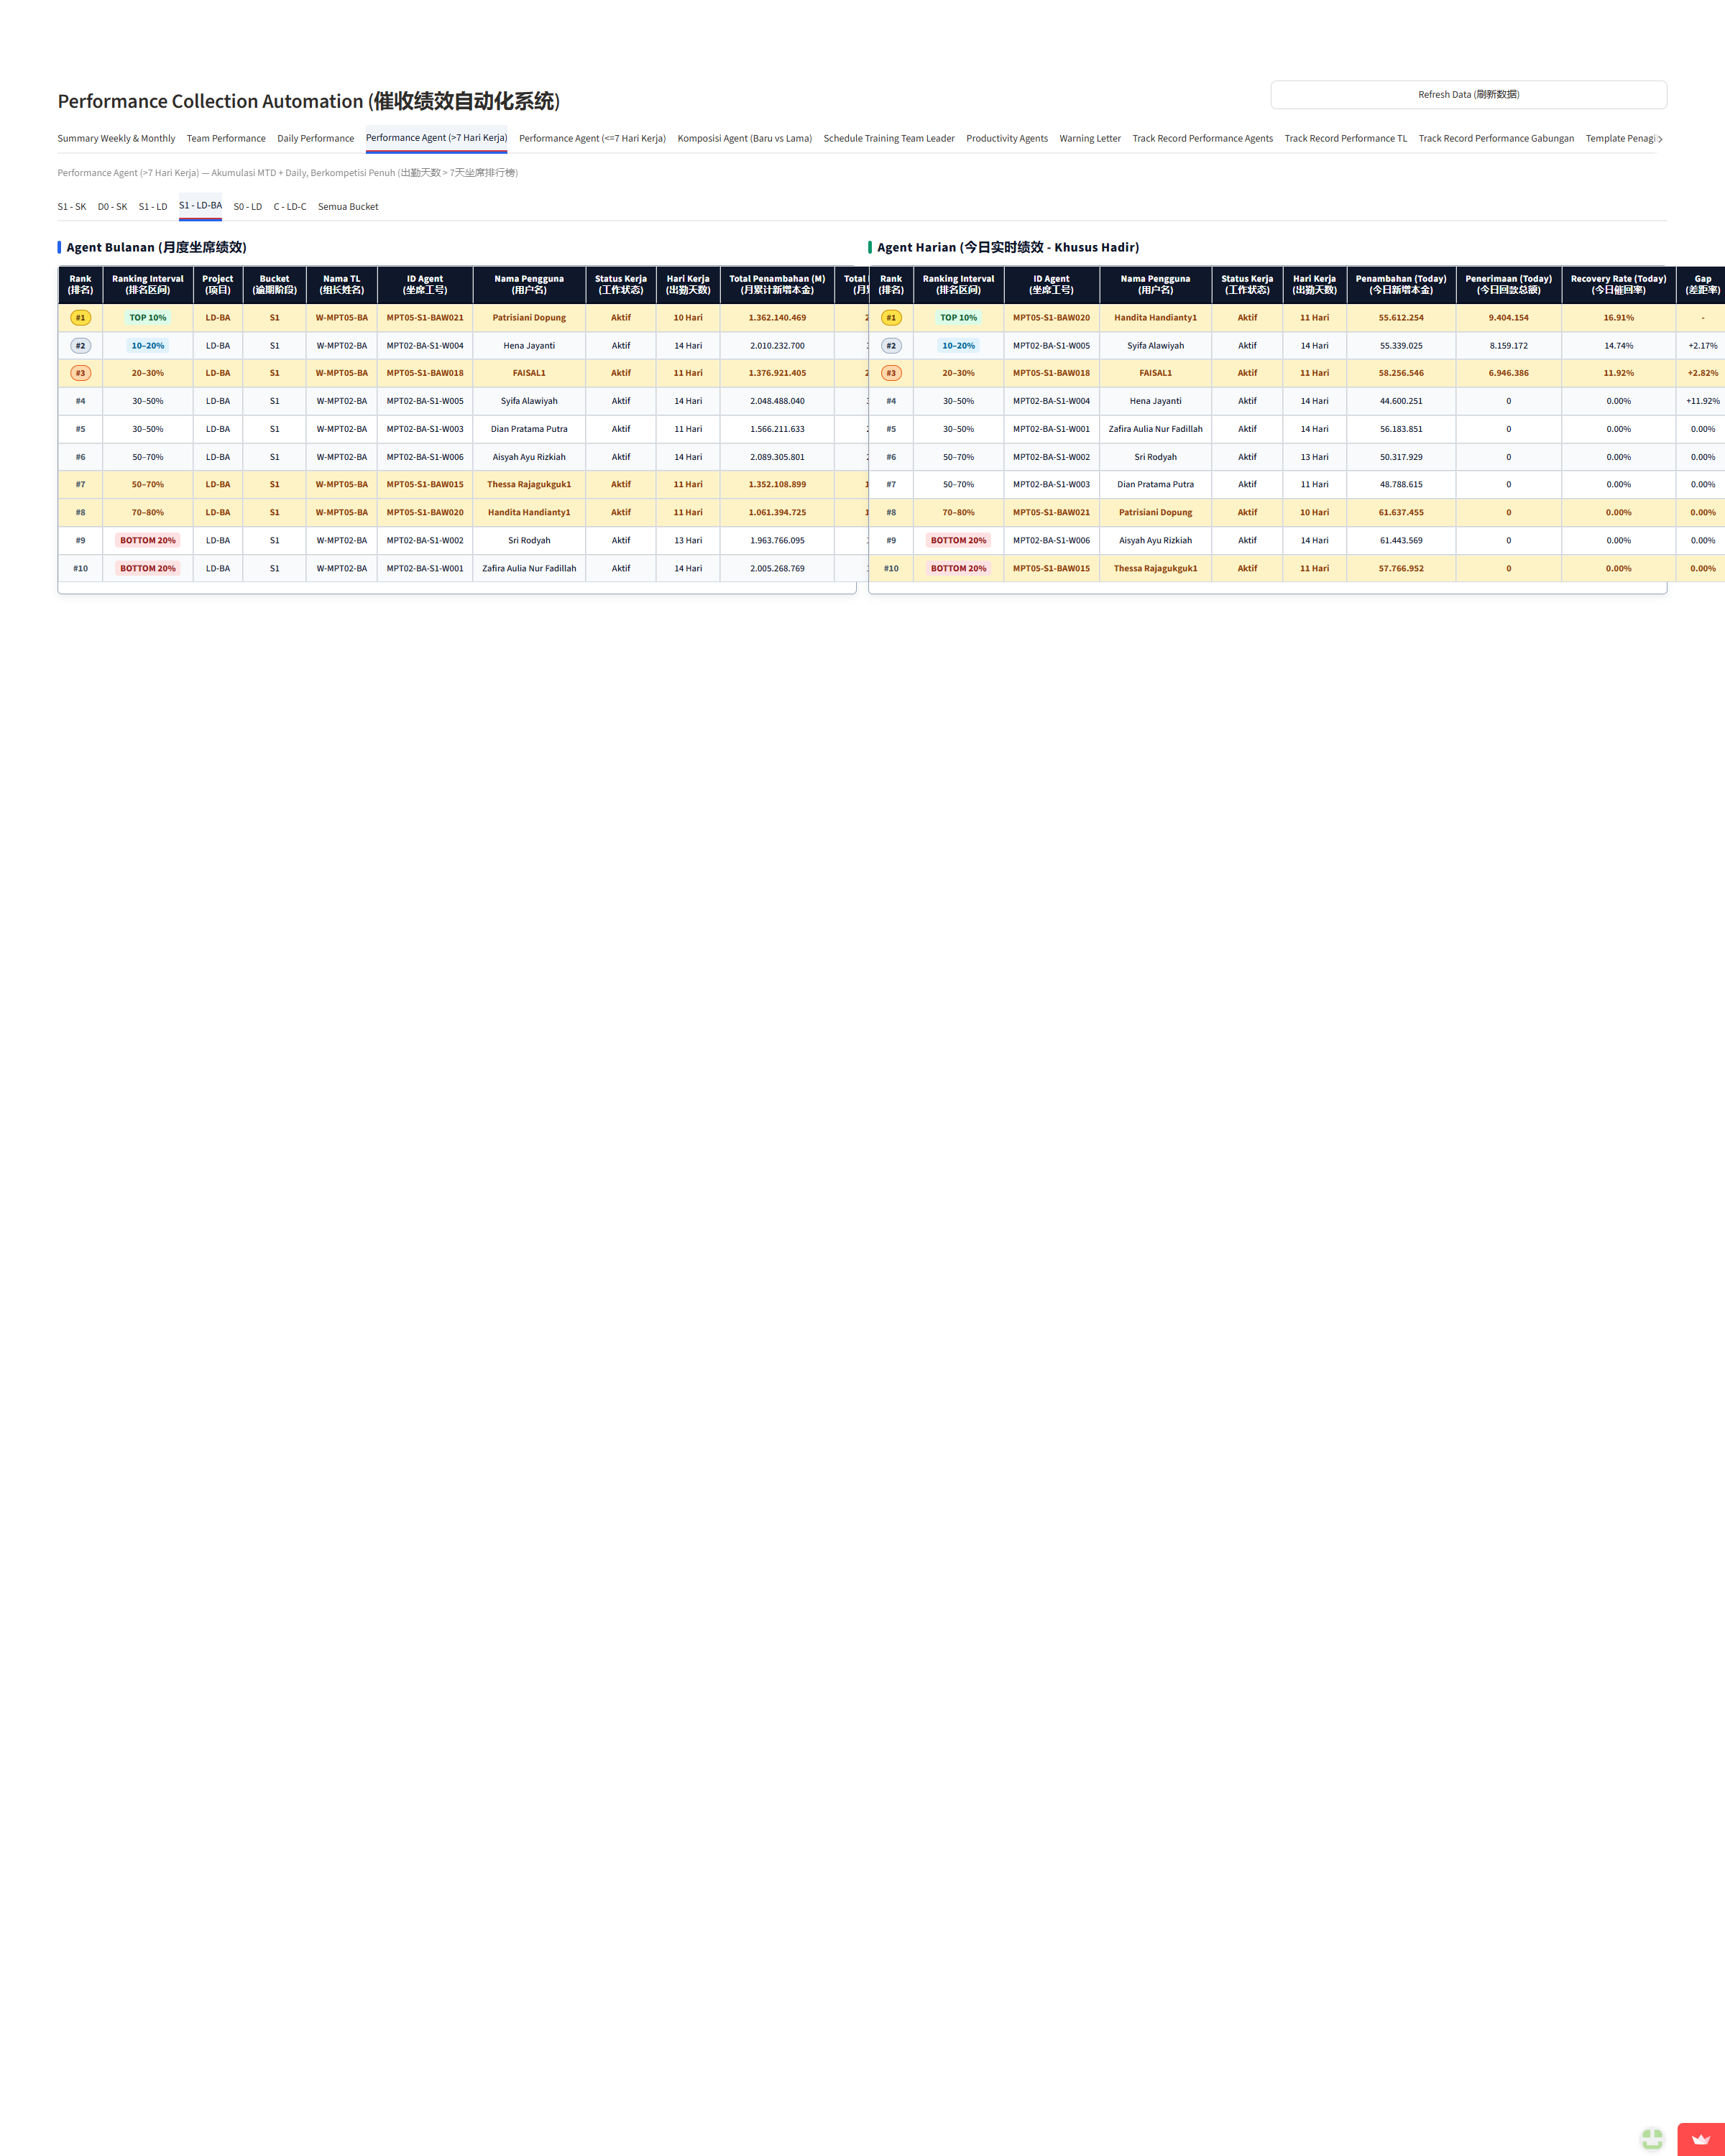 Performance Collection Automation (催收绩效自动化系统)
Refresh Data (刷新数据)
Summary Weekly & Monthly Team Performance Daily Performance Performance Agent (>7 Hari Kerja) Performance Agent (<=7 Hari Kerja) Komposisi Agent (Baru vs Lama) Schedule Training Team Leader Productivity Agents Warning Letter Track Record Performance Agents Track Record Performance TL Track Record Performance Gabungan Template Penagi
Performance Agent (>7 Hari Kerja) — Akumulasi MTD + Daily, Berkompetisi Penuh (出勤天数 > 7天坐席排行榜)
S1 - SK D0 - SK S1 - LD S1 - LD-BA S0 - LD C - LD-C Semua Bucket
Agent Bulanan (月度坐席绩效)
Rank Ranking Interval Project Bucket Nama TL ID Agent Nama Pengguna Status Kerja Hari Kerja Total Penambahan (M) Total
(排名) (排名区间) (项目) (逾期阶段) (组长姓名) (坐席工号) (用户名) (工作状态) (出勤天数) (月累计新增本金) (月
#1 TOP 10% LD-BA S1 W-MPT05-BA MPT05-S1-BAW021 Patrisiani Dopung Aktif 10 Hari 1.362.140.469
#2 10–20% LD-BA S1 W-MPT02-BA MPT02-BA-S1-W004 Hena Jayanti Aktif 14 Hari 2.010.232.700
#3 20–30% LD-BA S1 W-MPT05-BA MPT05-S1-BAW018 FAISAL1 Aktif 11 Hari 1.376.921.405
#4 30–50% LD-BA S1 W-MPT02-BA MPT02-BA-S1-W005 Syifa Alawiyah Aktif 14 Hari 2.048.488.040
#5 30–50% LD-BA S1 W-MPT02-BA MPT02-BA-S1-W003 Dian Pratama Putra Aktif 11 Hari 1.566.211.633
#6 50–70% LD-BA S1 W-MPT02-BA MPT02-BA-S1-W006 Aisyah Ayu Rizkiah Aktif 14 Hari 2.089.305.801
#7 50–70% LD-BA S1 W-MPT05-BA MPT05-S1-BAW015 Thessa Rajagukguk1 Aktif 11 Hari 1.352.108.899
#8 70–80% LD-BA S1 W-MPT05-BA MPT05-S1-BAW020 Handita Handianty1 Aktif 11 Hari 1.061.394.725
#9 BOTTOM 20% LD-BA S1 W-MPT02-BA MPT02-BA-S1-W002 Sri Rodyah Aktif 13 Hari 1.963.766.095
#10 BOTTOM 20% LD-BA S1 W-MPT02-BA MPT02-BA-S1-W001 Zafira Aulia Nur Fadillah Aktif 14 Hari 2.005.268.769
Agent Harian (今日实时绩效 - Khusus Hadir)
Rank Ranking Interval ID Agent Nama Pengguna Status Kerja Hari Kerja Penambahan (Today) Penerimaan (Today) Recovery Rate (Today) Gap
(排名) (排名区间) (坐席工号) (用户名) (工作状态) (出勤天数) (今日新增本金) (今日回款总额) (今日催回率) (差距率)
#1 TOP 10% MPT05-S1-BAW020 Handita Handianty1 Aktif 11 Hari 55.612.254 9.404.154 16.91% -
#2 10–20% MPT02-BA-S1-W005 Syifa Alawiyah Aktif 14 Hari 55.339.025 8.159.172 14.74% +2.17%
#3 20–30% MPT05-S1-BAW018 FAISAL1 Aktif 11 Hari 58.256.546 6.946.386 11.92% +2.82%
#4 30–50% MPT02-BA-S1-W004 Hena Jayanti Aktif 14 Hari 44.600.251 0 0.00% +11.92%
#5 30–50% MPT02-BA-S1-W001 Zafira Aulia Nur Fadillah Aktif 14 Hari 56.183.851 0 0.00% 0.00%
#6 50–70% MPT02-BA-S1-W002 Sri Rodyah Aktif 13 Hari 50.317.929 0 0.00% 0.00%
#7 50–70% MPT02-BA-S1-W003 Dian Pratama Putra Aktif 11 Hari 48.788.615 0 0.00% 0.00%
#8 70–80% MPT05-S1-BAW021 Patrisiani Dopung Aktif 10 Hari 61.637.455 0 0.00% 0.00%
#9 BOTTOM 20% MPT02-BA-S1-W006 Aisyah Ayu Rizkiah Aktif 14 Hari 61.443.569 0 0.00% 0.00%
#10 BOTTOM 20% MPT05-S1-BAW015 Thessa Rajagukguk1 Aktif 11 Hari 57.766.952 0 0.00% 0.00%